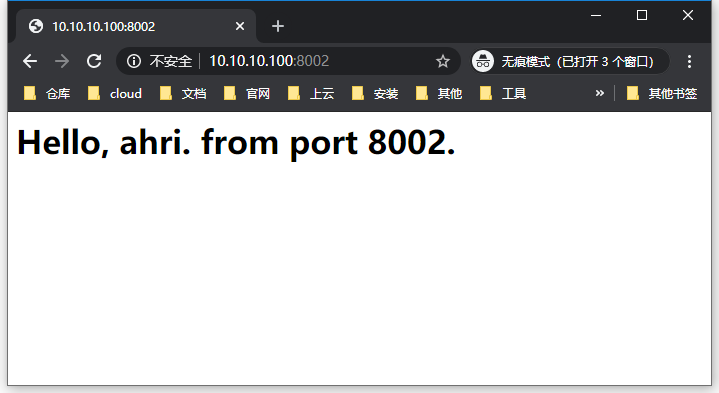 10.10.10.100:8002
不安全 10.10.10.100:8002 无痕模式（已打开 3 个窗口）
仓库 cloud 文档 官网 上云 安装 其他 工具 » 其他书签
Hello, ahri. from port 8002.